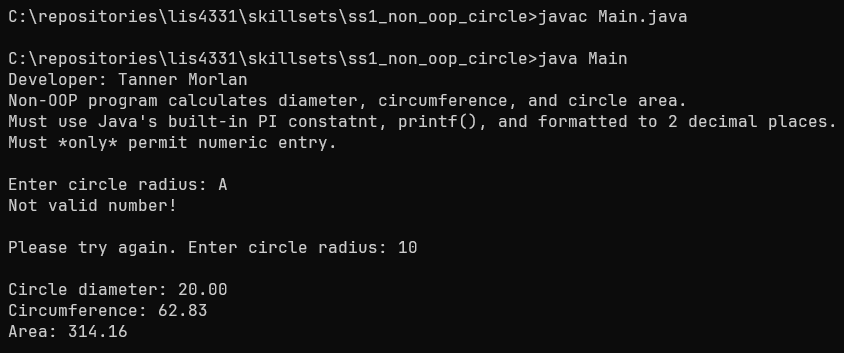 C:\repositories\lis4331\skillsets\ss1_non_oop_circle>javac Main.java
C:\repositories\lis4331\skillsets\ss1_non_oop_circle>java Main
Developer: Tanner Morlan
Non-OOP program calculates diameter, circumference, and circle area.
Must use Java's built-in PI constatnt, printf(), and formatted to 2 decimal places.
Must *only* permit numeric entry.
Enter circle radius: A
Not valid number!
Please try again. Enter circle radius: 10
Circle diameter: 20.00
Circumference: 62.83
Area: 314.16